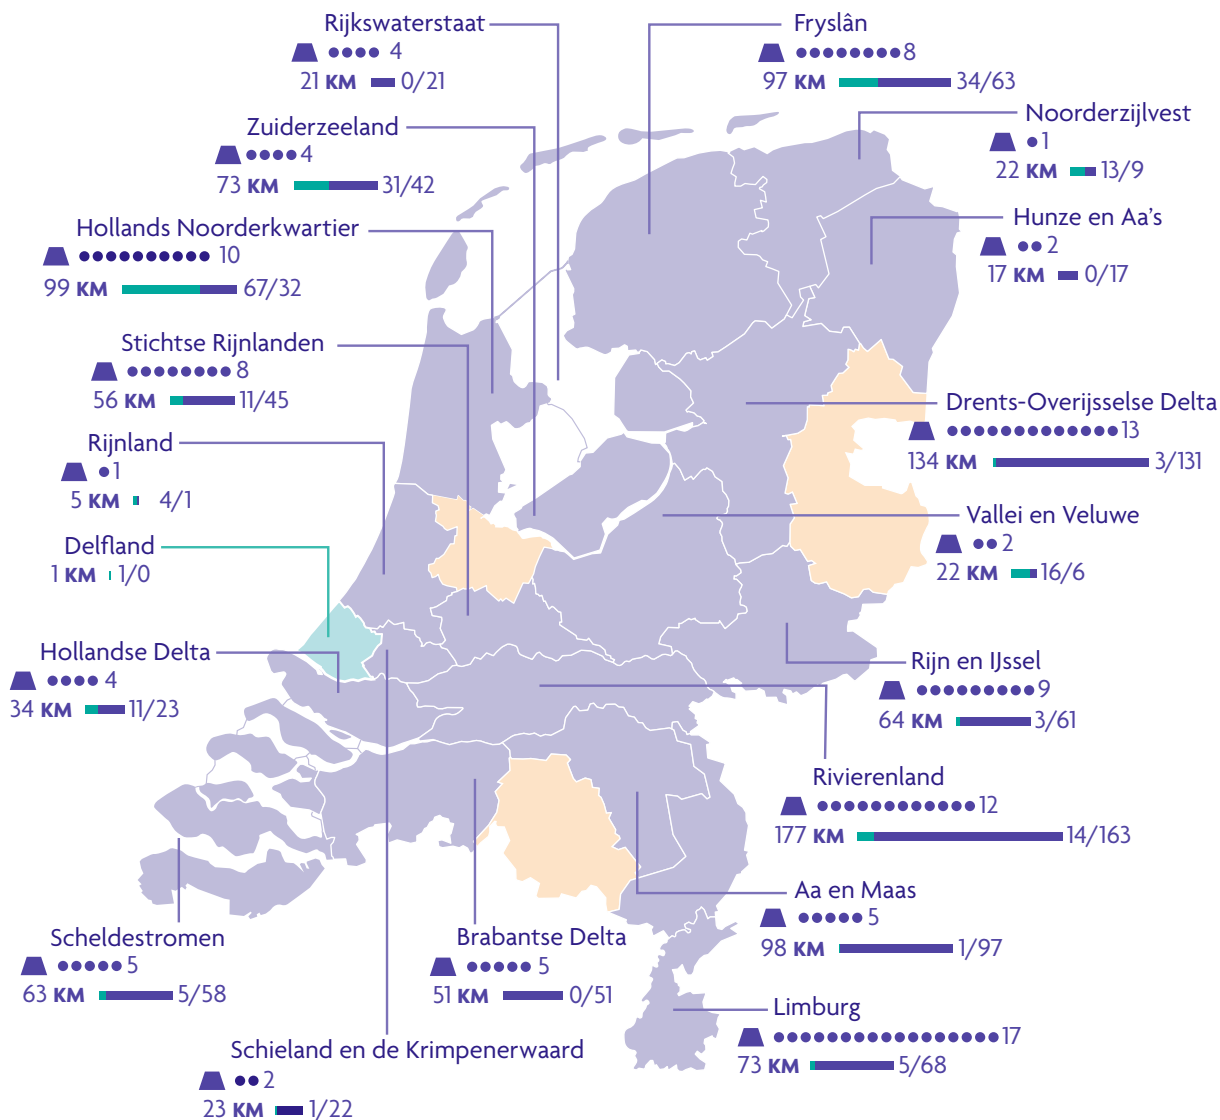 Rijkswaterstaat
4
21 KM 0/21
Fryslân
8
97 KM 34/63
Zuiderzeeland
4
73 KM 31/42
Noorderzijlvest
1
22 KM 13/9
Hollands Noorderkwartier
10
99 KM 67/32
Hunze en Aa's
2
17 KM 0/17
Stichtse Rijnlanden
8
56 KM 11/45
Drents-Overijsselse Delta
13
134 KM 3/131
Rijnland
1
5 KM 4/1
Vallei en Veluwe
2
22 KM 16/6
Delfland
1 KM 1/0
Hollandse Delta
4
34 KM 11/23
Rijn en IJssel
9
64 KM 3/61
Rivierenland
12
177 KM 14/163
Aa en Maas
5
98 KM 1/97
Scheldestromen
5
63 KM 5/58
Brabantse Delta
5
51 KM 0/51
Limburg
17
73 KM 5/68
Schieland en de Krimpenerwaard
2
23 KM 1/22